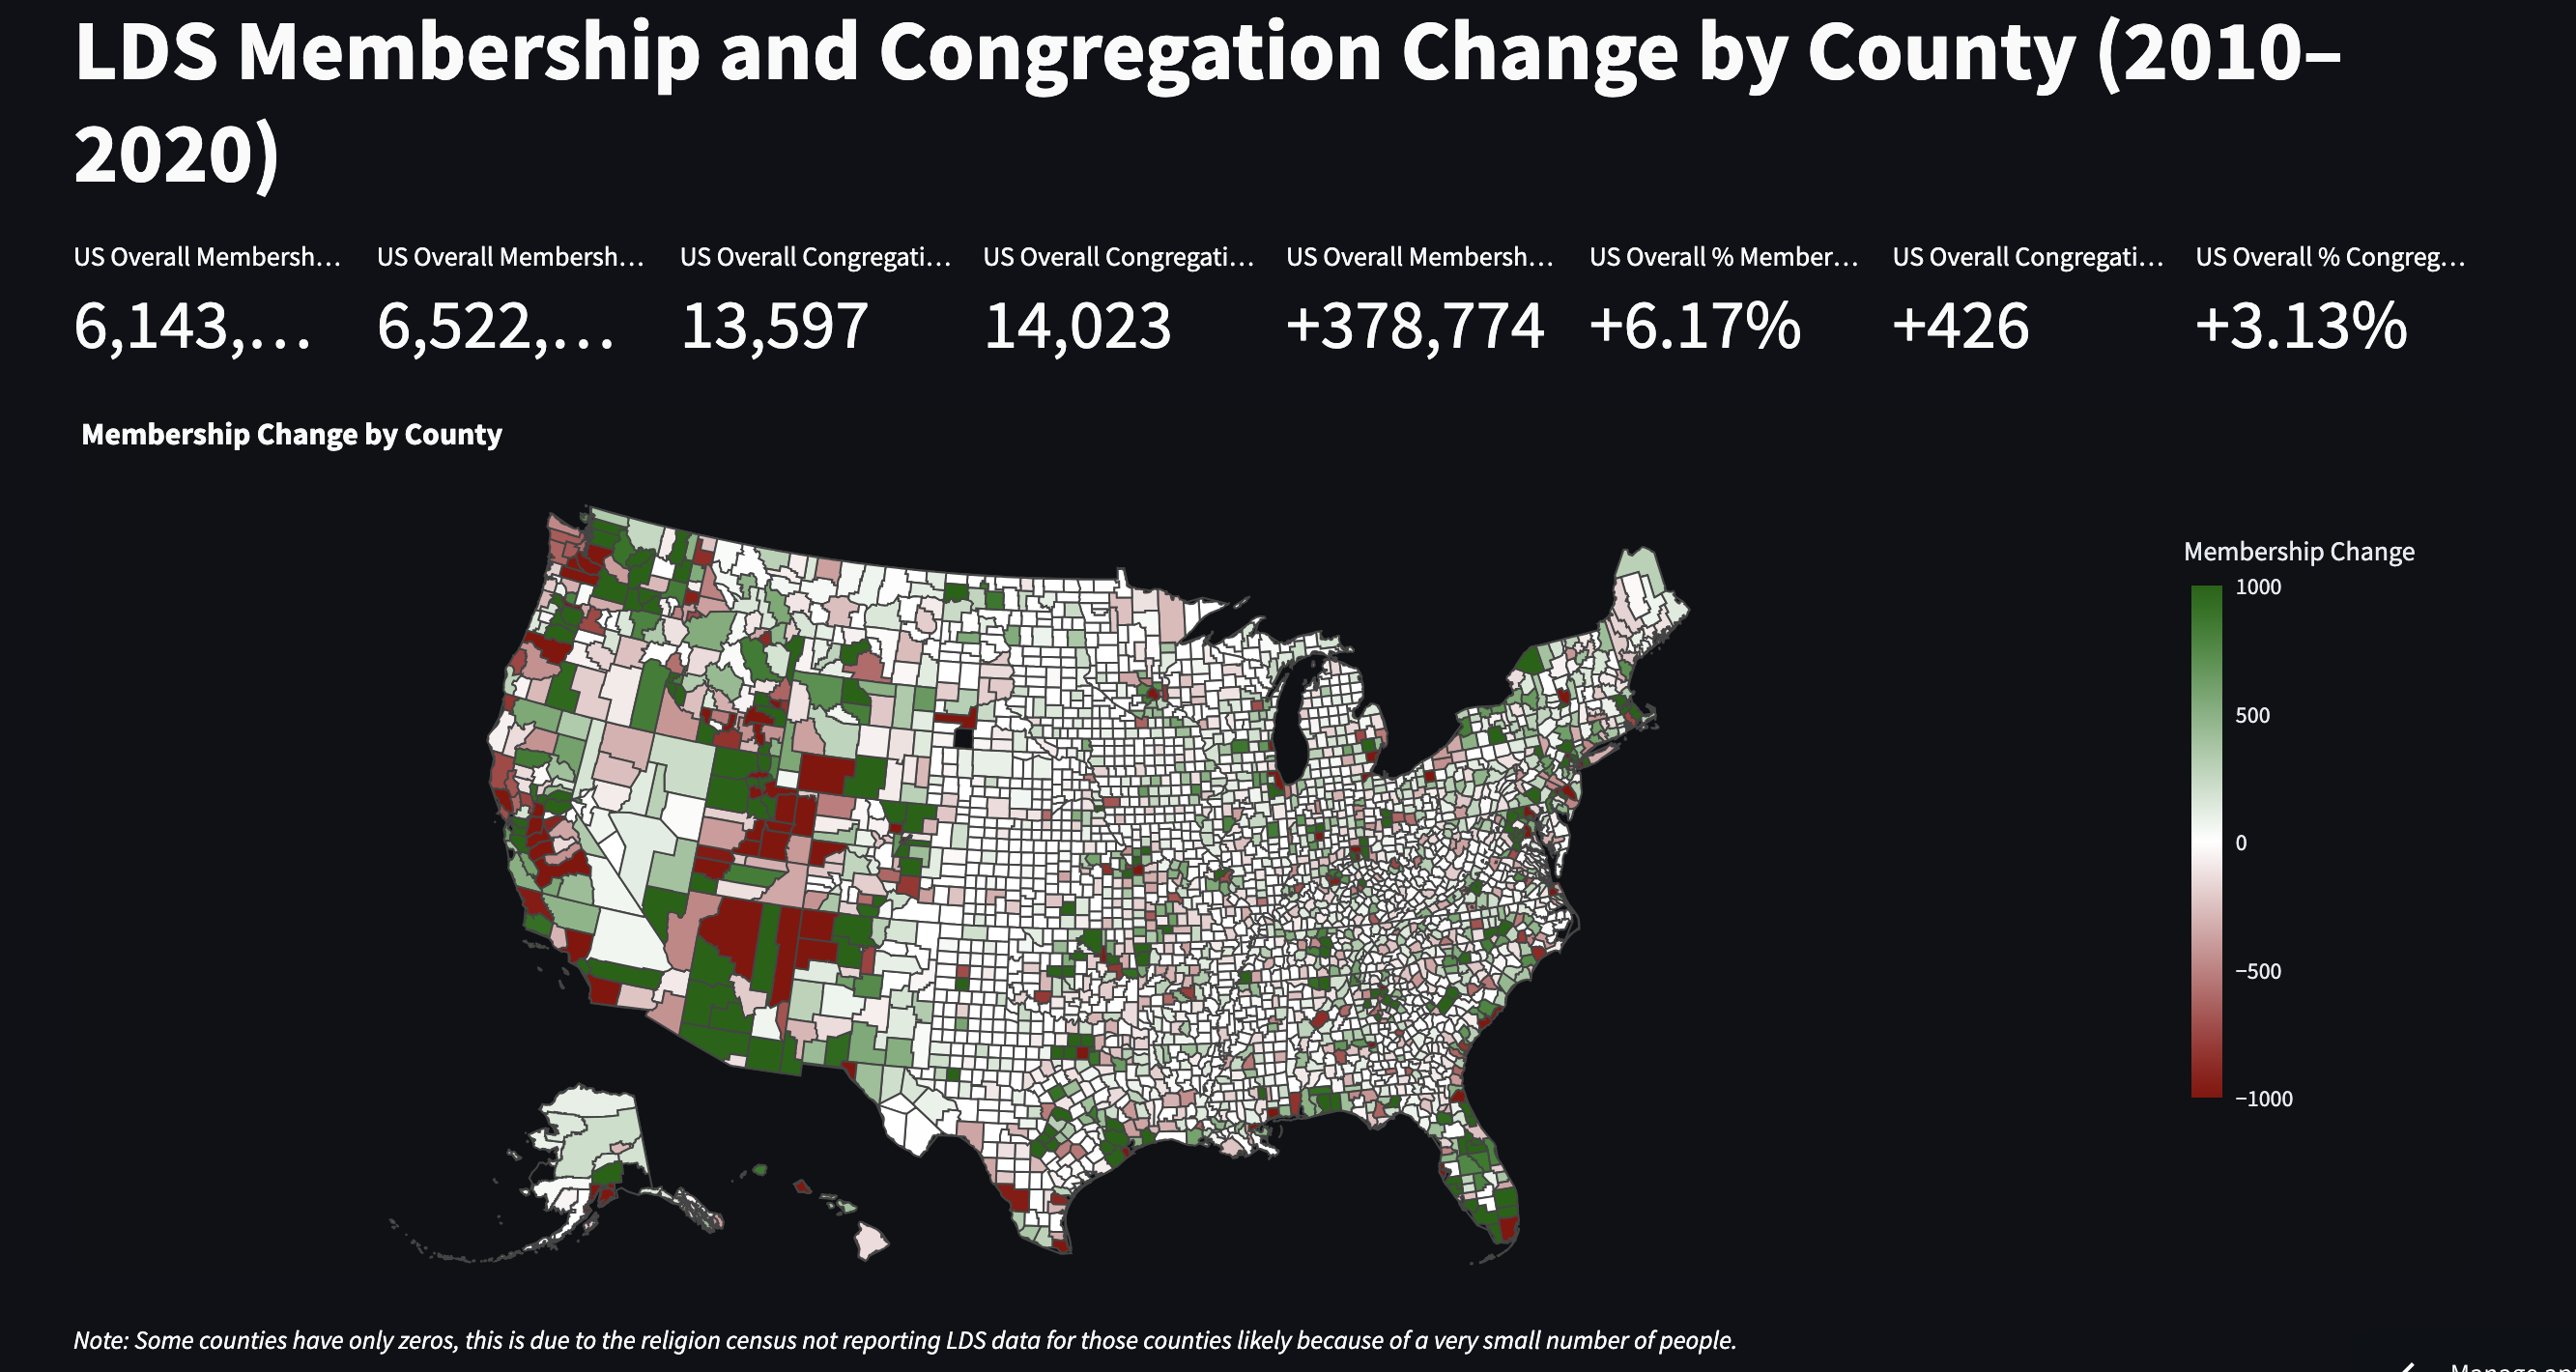 LDS Membership and Congregation Change by County (2010–
2020)
US Overall Membersh… US Overall Membersh… US Overall Congregati… US Overall Congregati… US Overall Membersh… US Overall % Member… US Overall Congregati… US Overall % Congreg…
6,143,… 6,522,… 13,597 14,023 +378,774 +6.17% +426 +3.13%
Membership Change by County
Membership Change
1000
500
0
−500
−1000
Note: Some counties have only zeros, this is due to the religion census not reporting LDS data for those counties likely because of a very small number of people.